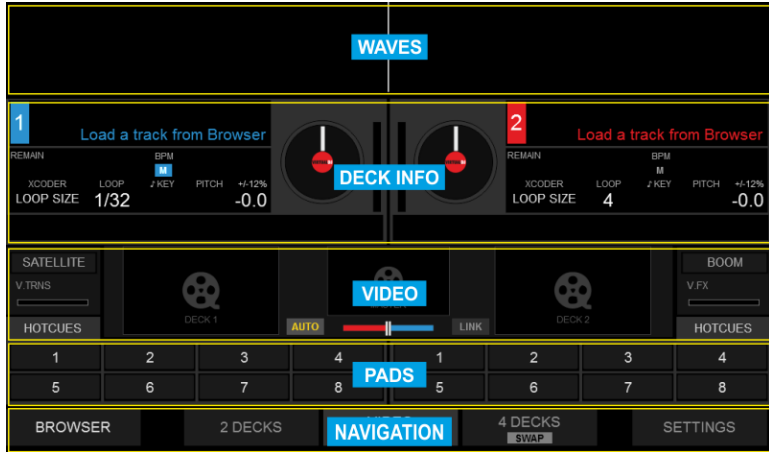 WAVES
1
Load a track from Browser
2
Load a track from Browser
REMAIN BPM
M
XCODER LOOP ♪ KEY PITCH +/-12%
LOOP SIZE 1/32 -0.0
DECK INFO
REMAIN BPM
M
XCODER LOOP ♪ KEY PITCH +/-12%
LOOP SIZE 4 -0.0
SATELLITE
V.TRNS
HOTCUES
DECK 1
VIDEO
AUTO
LINK
DECK 2
BOOM
V.FX
HOTCUES
1 2 3 4 1 2 3 4
PADS
5 6 7 8 5 6 7 8
BROWSER 2 DECKS NAVIGATION 4 DECKS SETTINGS
SWAP